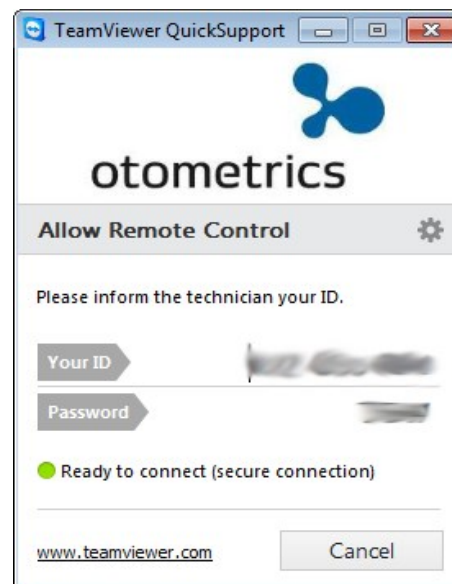 TeamViewer QuickSupport
otometrics
Allow Remote Control
Please inform the technician your ID.
Your ID
Password
Ready to connect (secure connection)
www.teamviewer.com
Cancel